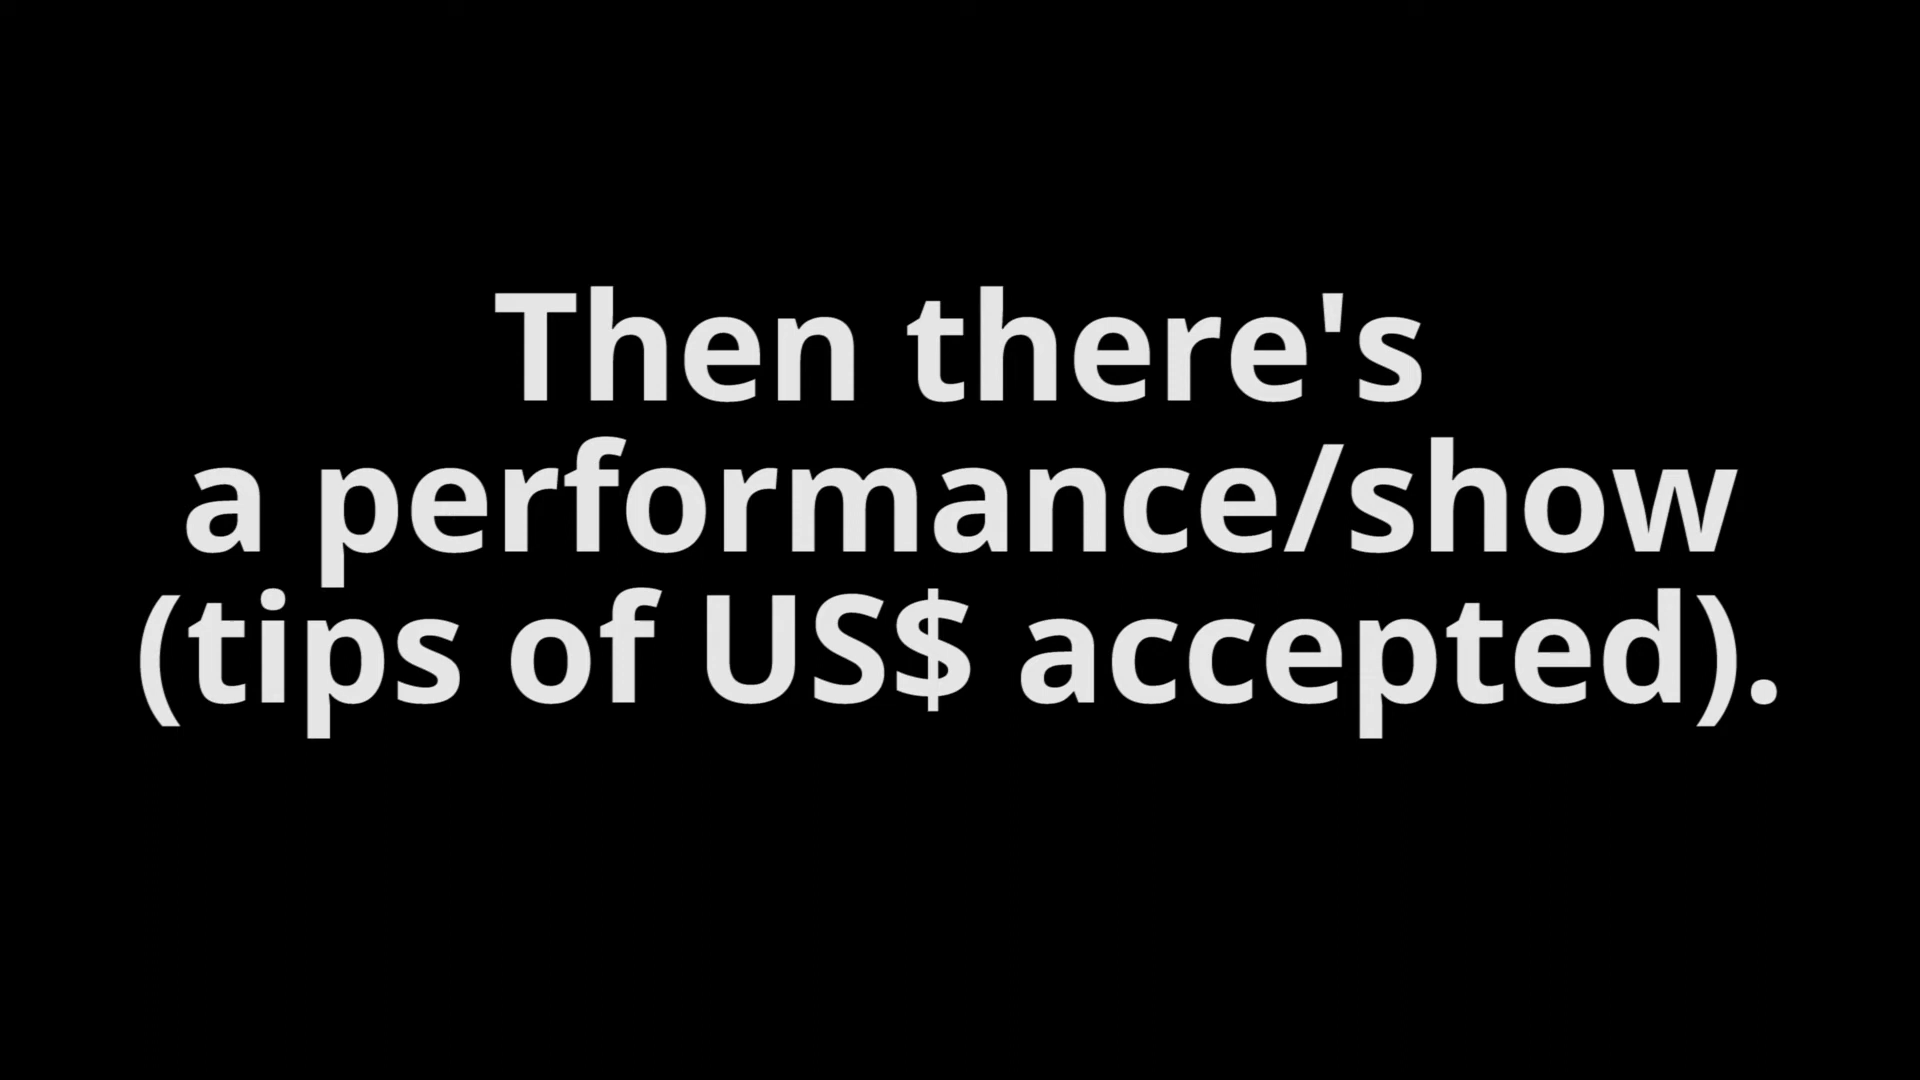 Then there's
a performance/show
(tips of US$ accepted).